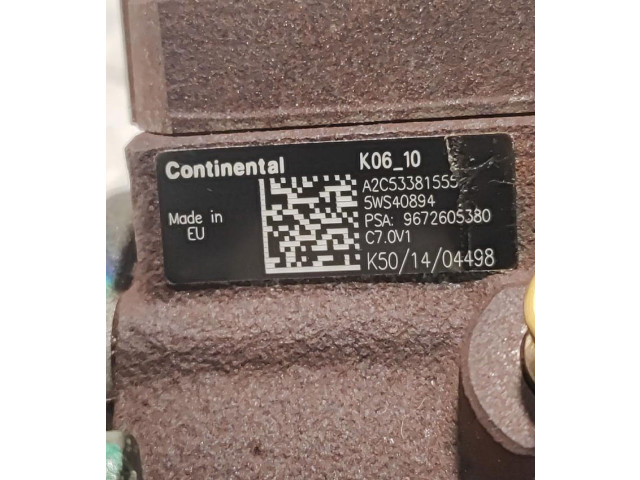 Continental
K06_10
A2C53381555
5WS40894
Made in
EU
PSA: 9672605380
C7.0V1
K50/14/04498